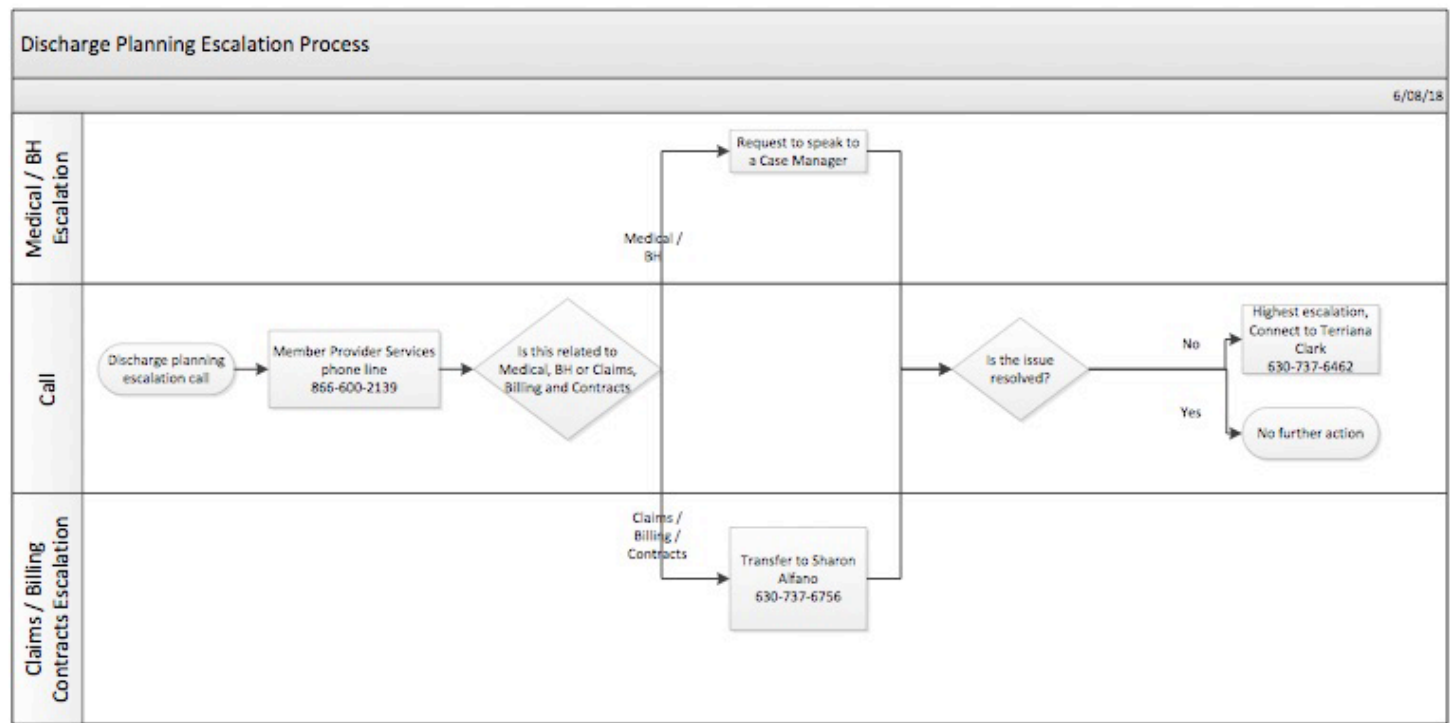 Discharge Planning Escalation Process
6/08/18
Medical / BH
Escalation
Request to speak to
a Case Manager
Medical /
BH
Call
Discharge planning
escalation call
Member Provider Services
phone line
866-600-2139
Is this related to
Medical, BH or Claims,
Billing and Contracts
Is the issue
resolved?
No
Highest escalation,
Connect to Terriana
Clark
630-737-6462
Yes
No further action
Claims / Billing
Contracts Escalation
Claims /
Billing /
Contracts
Transfer to Sharon
Alfano
630-737-6756